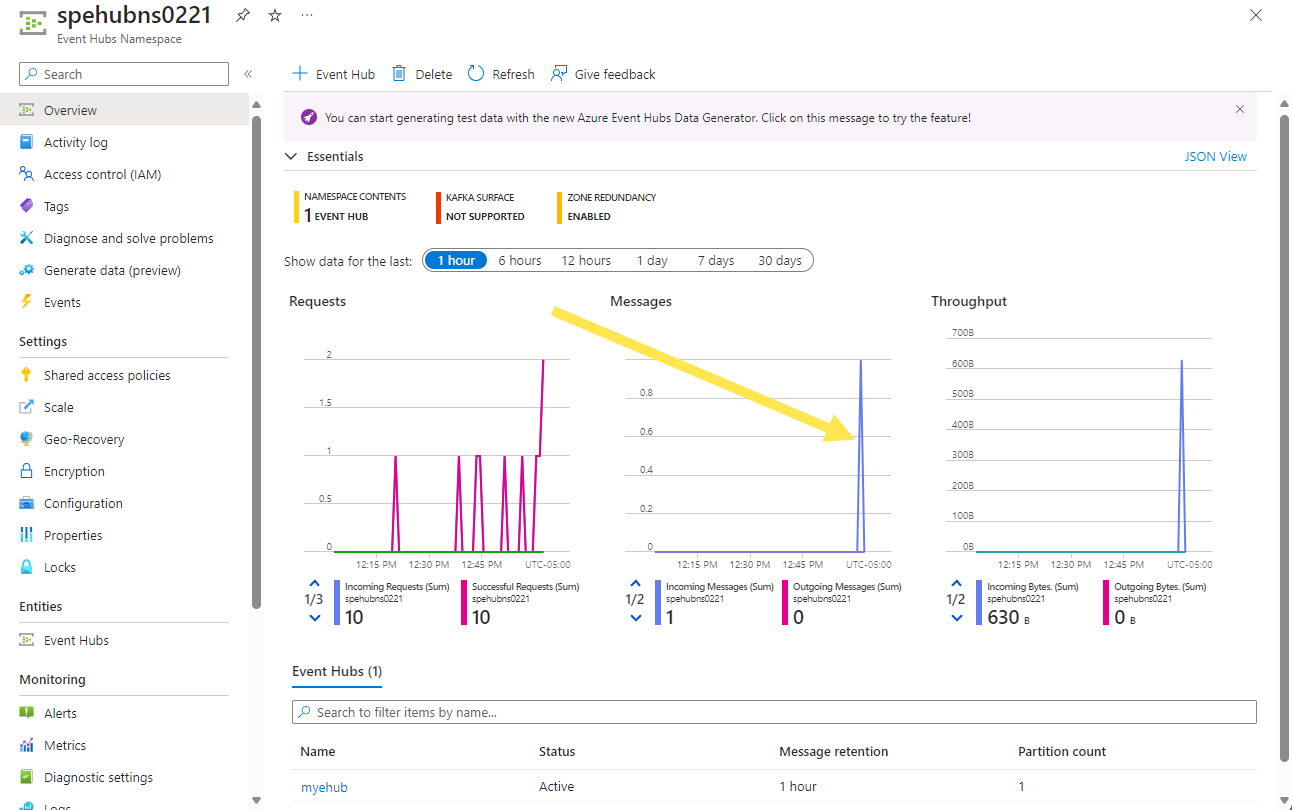 spehubns0221
Event Hubs Namespace
Search
Overview
Activity log
Access control (IAM)
Tags
Diagnose and solve problems
Generate data (preview)
Events
Settings
Shared access policies
Scale
Geo-Recovery
Encryption
Configuration
Properties
Locks
Entities
Event Hubs
Monitoring
Alerts
Metrics
Diagnostic settings
Logs
Event Hub Delete Refresh Give feedback
You can start generating test data with the new Azure Event Hubs Data Generator. Click on this message to try the feature!
Essentials JSON View
NAMESPACE CONTENTS
1 EVENT HUB
KAFKA SURFACE
NOT SUPPORTED
ZONE REDUNDANCY
ENABLED
Show data for the last: 1 hour 6 hours 12 hours 1 day 7 days 30 days
Requests
2
1.5
1
0.5
0
12:15 PM 12:30 PM 12:45 PM UTC-05:00
1/3
Incoming Requests (Sum)
spehubns0221
10
Successful Requests (Sum)
spehubns0221
10
Messages
0.8
0.6
0.4
0.2
0
12:15 PM 12:30 PM 12:45 PM UTC-05:00
1/2
Incoming Messages (Sum)
spehubns0221
1
Outgoing Messages (Sum)
spehubns0221
0
Throughput
700B
600B
500B
400B
300B
200B
100B
0B
12:15 PM 12:30 PM 12:45 PM UTC-05:00
1/2
Incoming Bytes. (Sum)
spehubns0221
630 B
Outgoing Bytes. (Sum)
spehubns0221
0 B
Event Hubs (1)
Search to filter items by name...
Name Status Message retention Partition count
myehub Active 1 hour 1